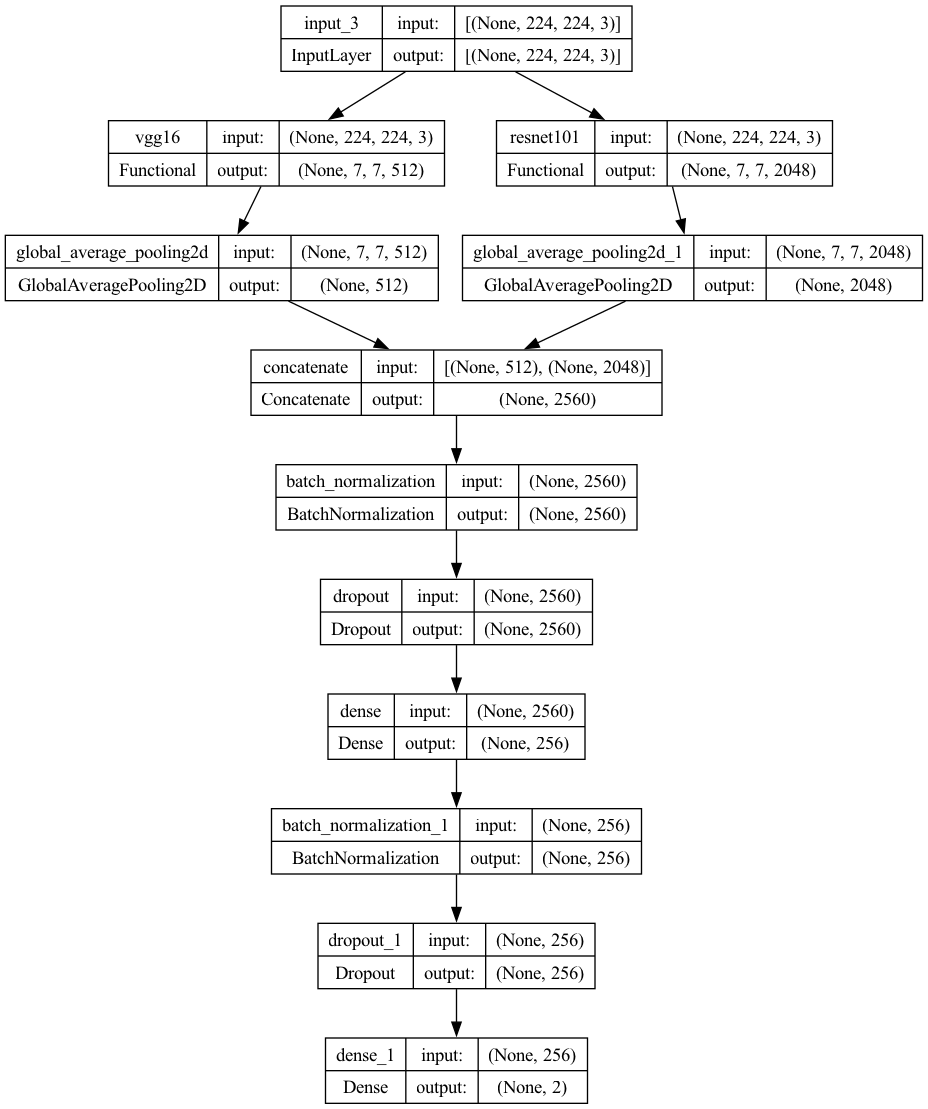 input_3 input: [(None, 224, 224, 3)]
InputLayer output: [(None, 224, 224, 3)]
vgg16 input: (None, 224, 224, 3)
Functional output: (None, 7, 7, 512)
resnet101 input: (None, 224, 224, 3)
Functional output: (None, 7, 7, 2048)
global_average_pooling2d input: (None, 7, 7, 512)
GlobalAveragePooling2D output: (None, 512)
global_average_pooling2d_1 input: (None, 7, 7, 2048)
GlobalAveragePooling2D output: (None, 2048)
concatenate input: [(None, 512), (None, 2048)]
Concatenate output: (None, 2560)
batch_normalization input: (None, 2560)
BatchNormalization output: (None, 2560)
dropout input: (None, 2560)
Dropout output: (None, 2560)
dense input: (None, 2560)
Dense output: (None, 256)
batch_normalization_1 input: (None, 256)
BatchNormalization output: (None, 256)
dropout_1 input: (None, 256)
Dropout output: (None, 256)
dense_1 input: (None, 256)
Dense output: (None, 2)